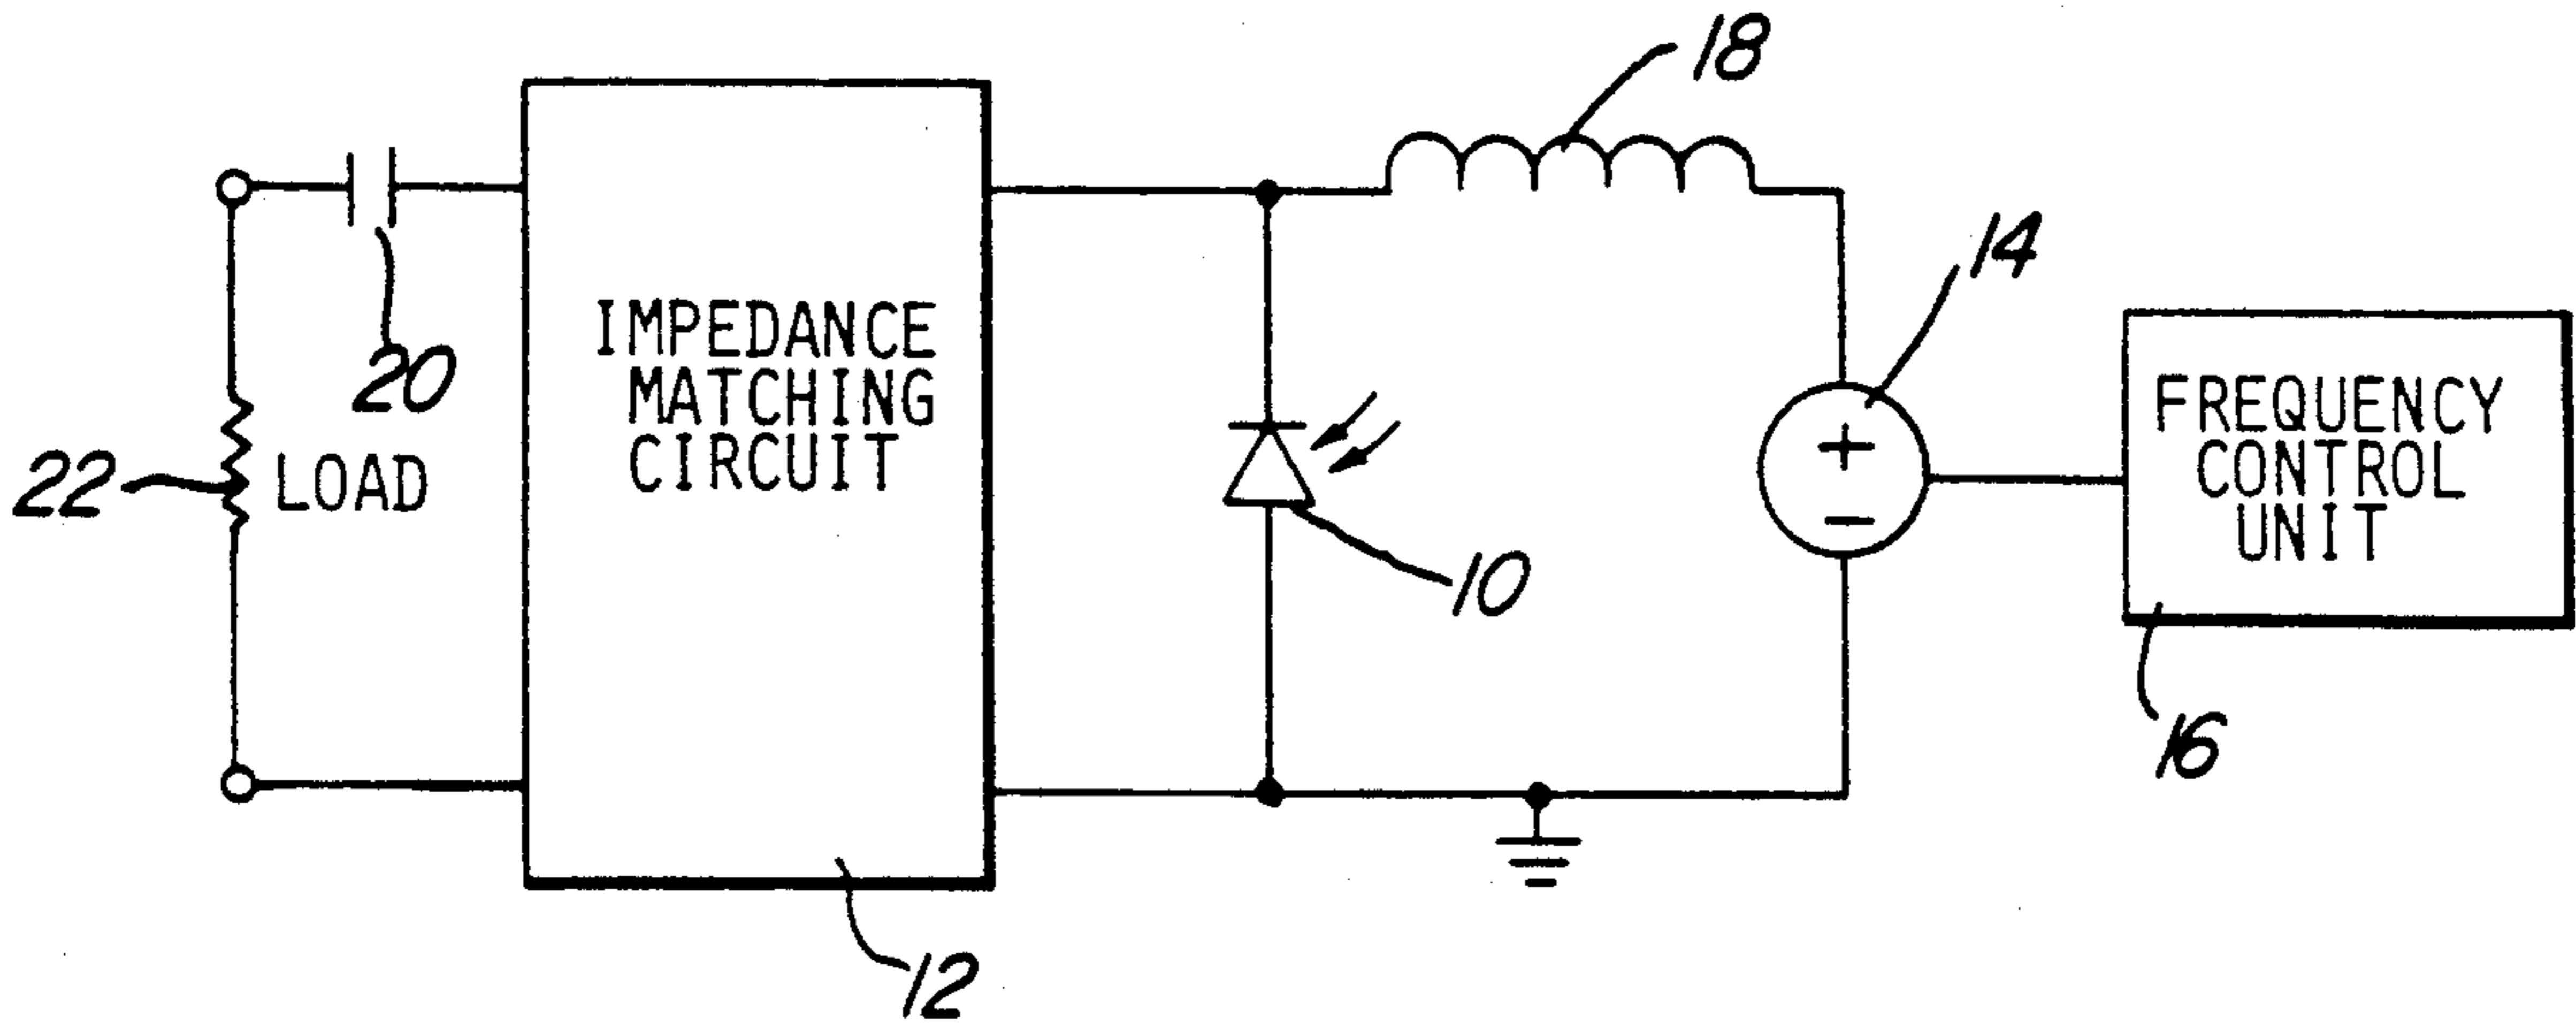 18
14
IMPEDANCE
MATCHING
CIRCUIT
20
22
LOAD
+
−
FREQUENCY
CONTROL
UNIT
10
16
12